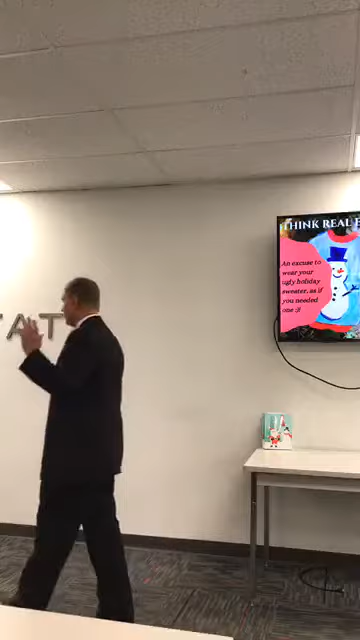 THINK REAL E
An excuse to
wear your
ugly holiday
sweater, as if
you needed
one :)!
TAT